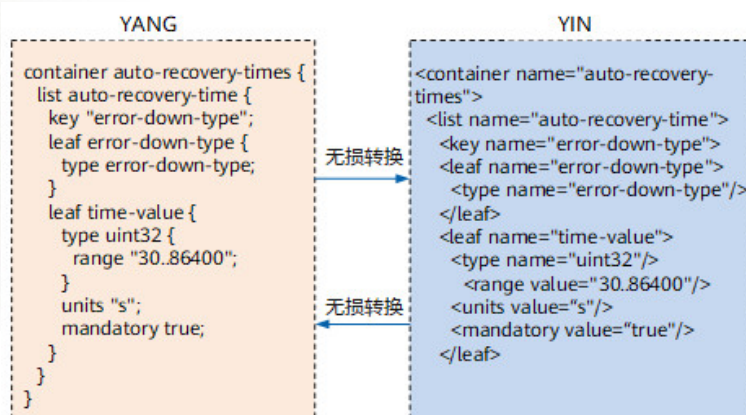 YANG
container auto-recovery-times {
list auto-recovery-time {
key "error-down-type";
leaf error-down-type {
type error-down-type;
}
leaf time-value {
type uint32 {
range "30..86400";
}
units "s";
mandatory true;
}
}
}
无损转换
无损转换
YIN
<container name="auto-recovery-
times">
<list name="auto-recovery-time">
<key name="error-down-type">
<leaf name="error-down-type">
<type name="error-down-type"/>
</leaf>
<leaf name="time-value">
<type name="uint32"/>
<range value="30..86400"/>
<units value="s"/>
<mandatory value="true"/>
</leaf>